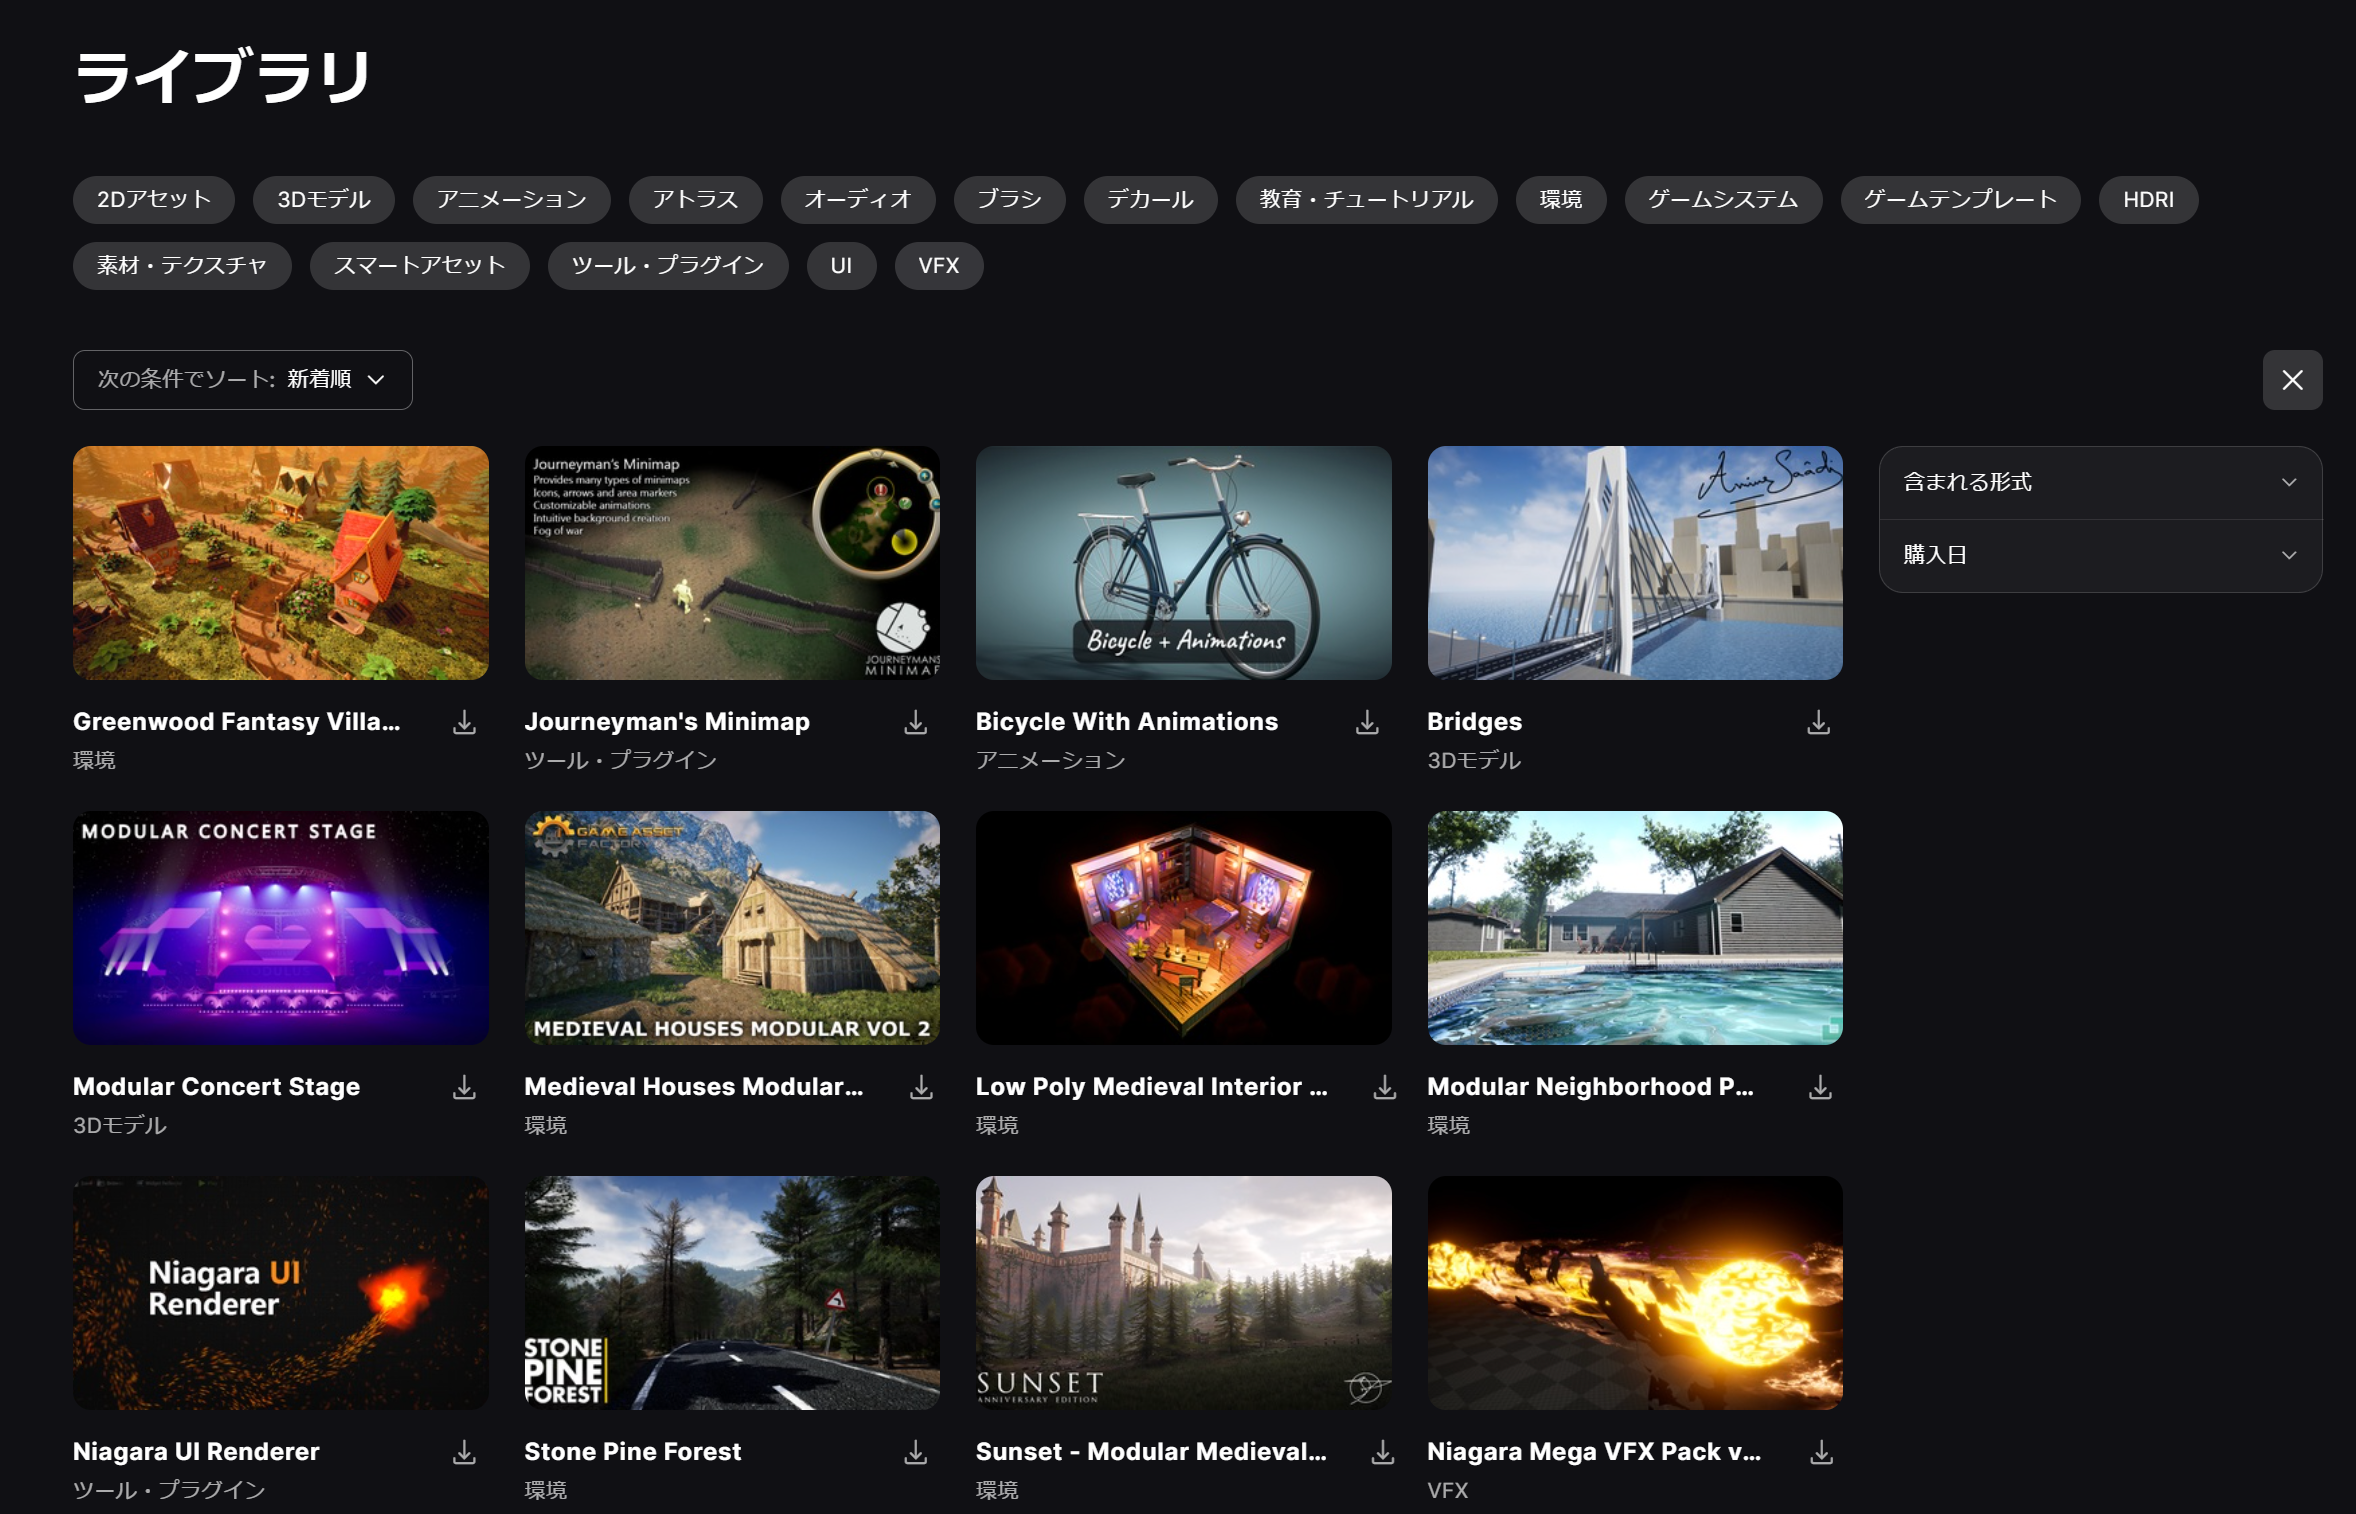 ライブラリ
2Dアセット
3Dモデル
アニメーション
アトラス
オーディオ
ブラシ
デカール
教育・チュートリアル
環境
ゲームシステム
ゲームテンプレート
HDRI
素材・テクスチャ
スマートアセット
ツール・プラグイン
UI
VFX
次の条件でソート: 新着順
含まれる形式
購入日
Journeyman's Minimap
Provides many types of minimaps
Icons, arrows and area markers
Customizable animations
Intuitive background creation
Fog of war
JOURNEYMANS
MINIMAP
Bicycle + Animations
Amine Saâdi
Greenwood Fantasy Villa...
環境
Journeyman's Minimap
ツール・プラグイン
Bicycle With Animations
アニメーション
Bridges
3Dモデル
MODULAR CONCERT STAGE
GAME ASSET
FACTORY
MEDIEVAL HOUSES MODULAR VOL 2
Modular Concert Stage
3Dモデル
Medieval Houses Modular...
環境
Low Poly Medieval Interior ...
環境
Modular Neighborhood P...
環境
Niagara UI
Renderer
STONE
PINE
FOREST
SUNSET
ANNIVERSARY EDITION
Niagara UI Renderer
ツール・プラグイン
Stone Pine Forest
環境
Sunset - Modular Medieval...
環境
Niagara Mega VFX Pack v...
VFX